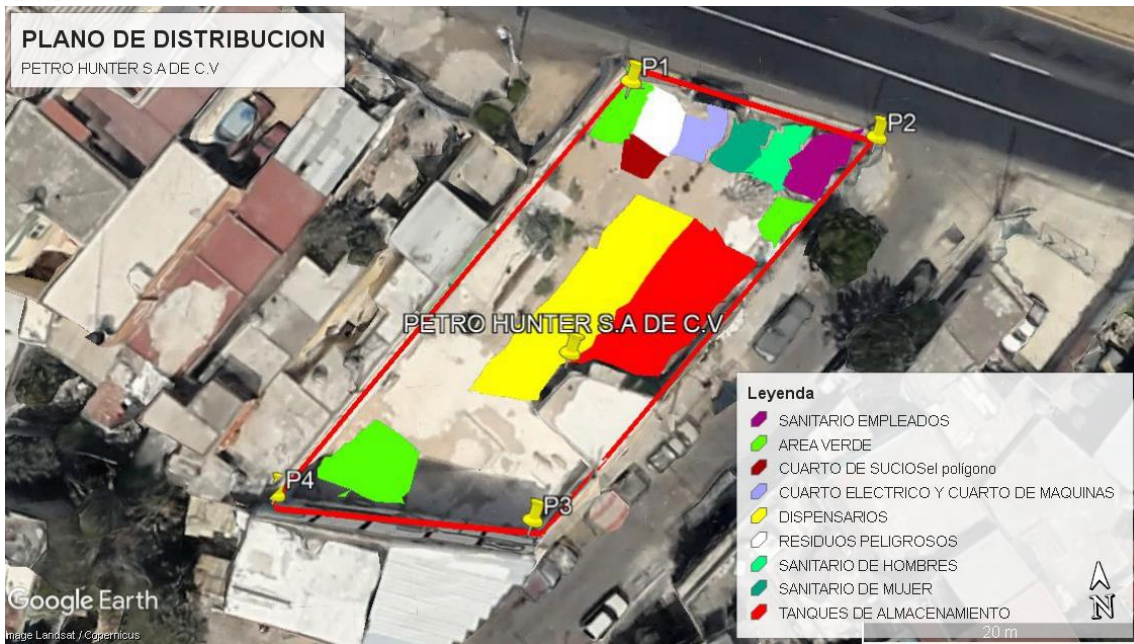 PLANO DE DISTRIBUCION
PETRO HUNTER S.A DE C.V
P1
P2
PETRO HUNTER S.A DE C.V
P4
P3
Leyenda
SANITARIO EMPLEADOS
AREA VERDE
CUARTO DE SUCIOSel polígono
CUARTO ELECTRICO Y CUARTO DE MAQUINAS
DISPENSARIOS
RESIDUOS PELIGROSOS
SANITARIO DE HOMBRES
SANITARIO DE MUJER
TANQUES DE ALMACENAMIENTO
N
20 m
Google Earth
mage Landsat / Copernicus